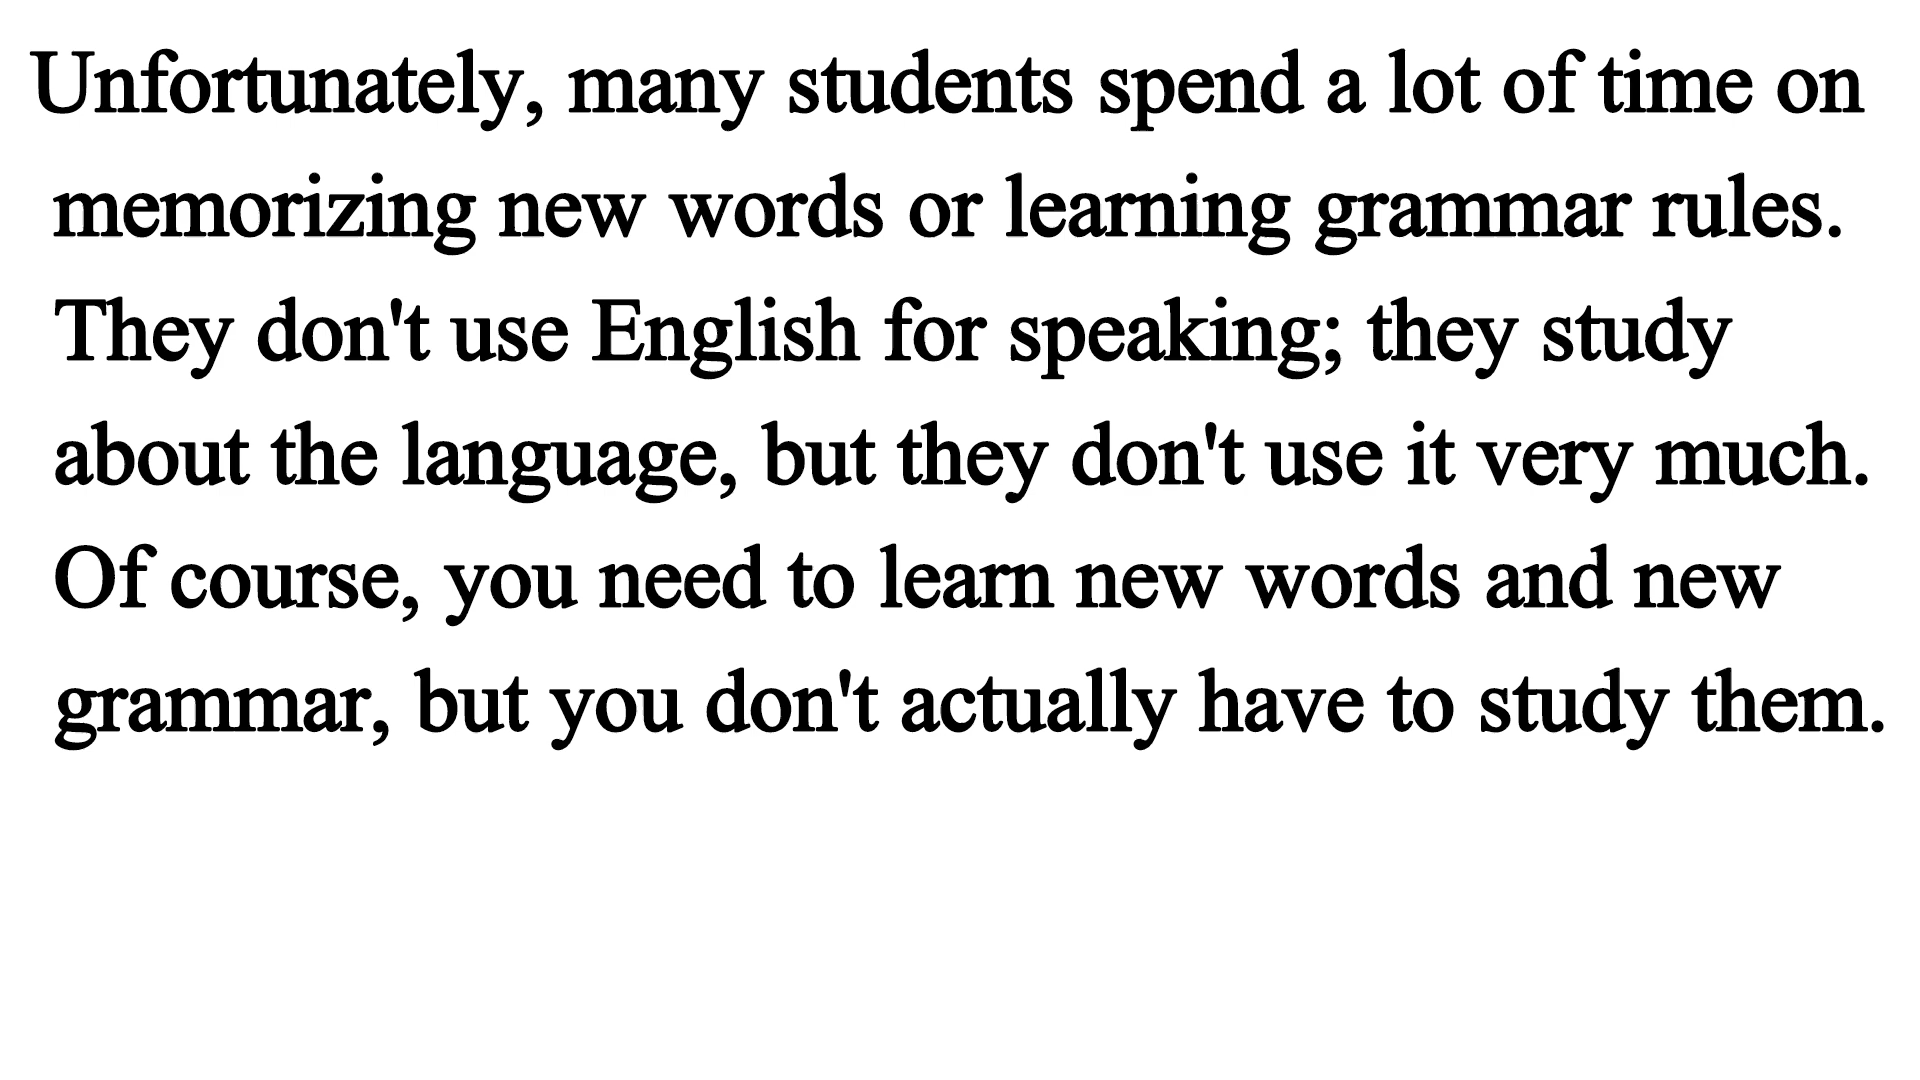 Unfortunately, many students spend a lot of time on
memorizing new words or learning grammar rules.
They don't use English for speaking; they study
about the language, but they don't use it very much.
Of course, you need to learn new words and new
grammar, but you don't actually have to study them.